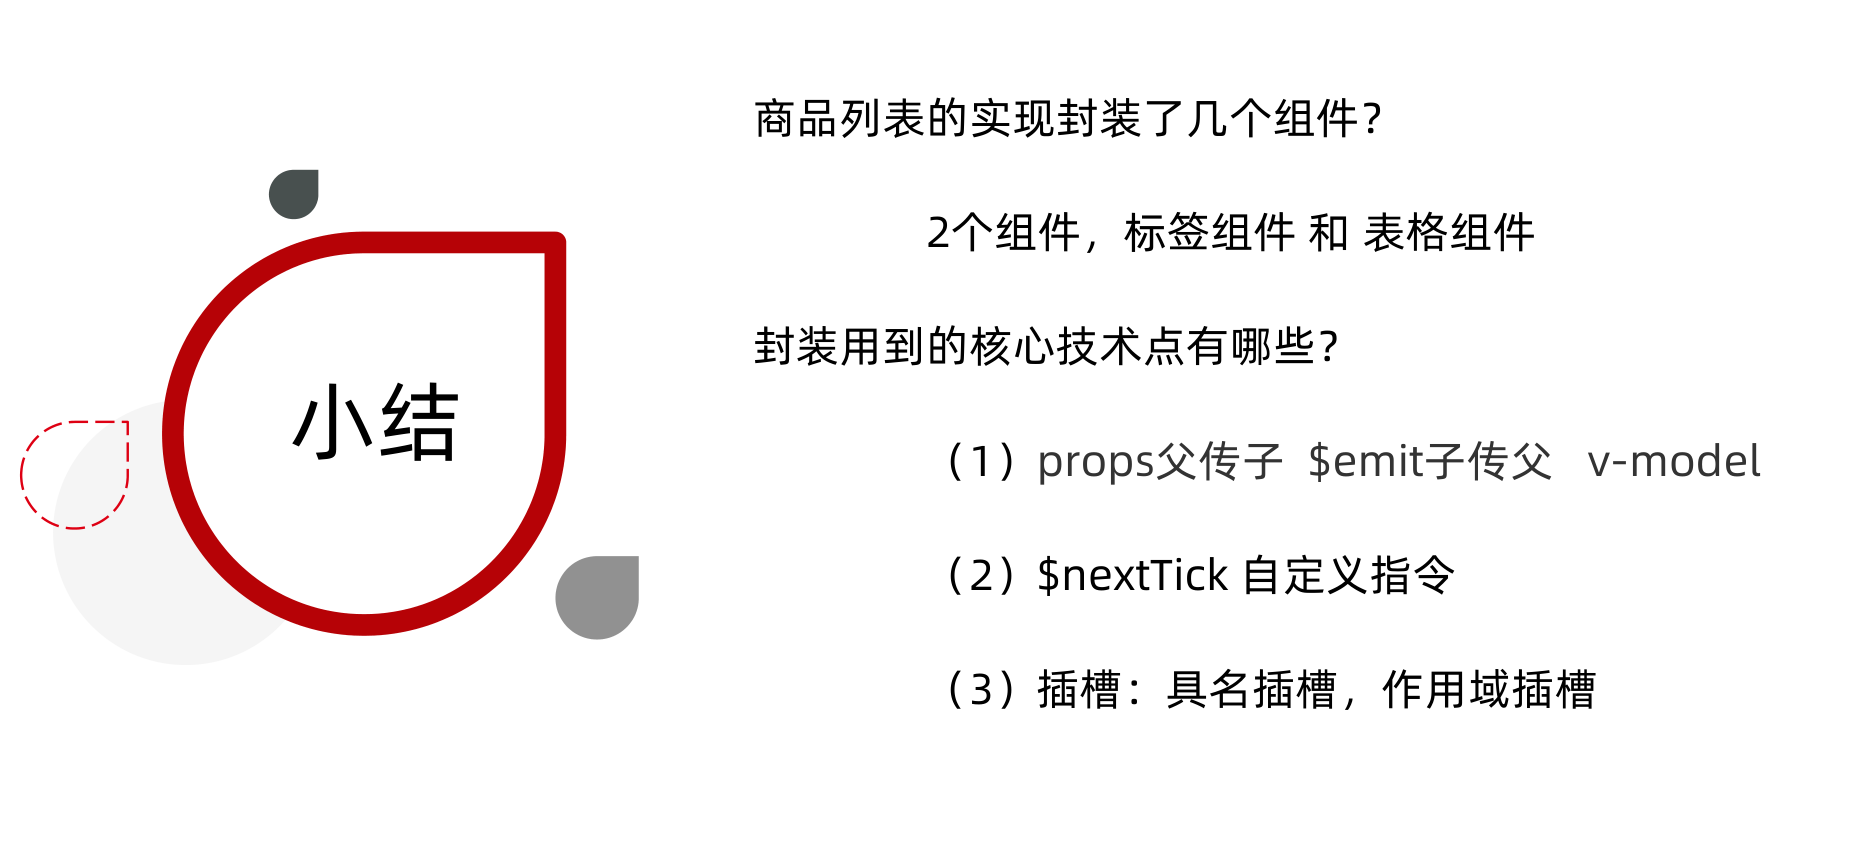 小结
商品列表的实现封装了几个组件？
2个组件，标签组件 和 表格组件
封装用到的核心技术点有哪些？
（1）props父传子 $emit子传父 v-model
（2）$nextTick 自定义指令
（3）插槽：具名插槽，作用域插槽